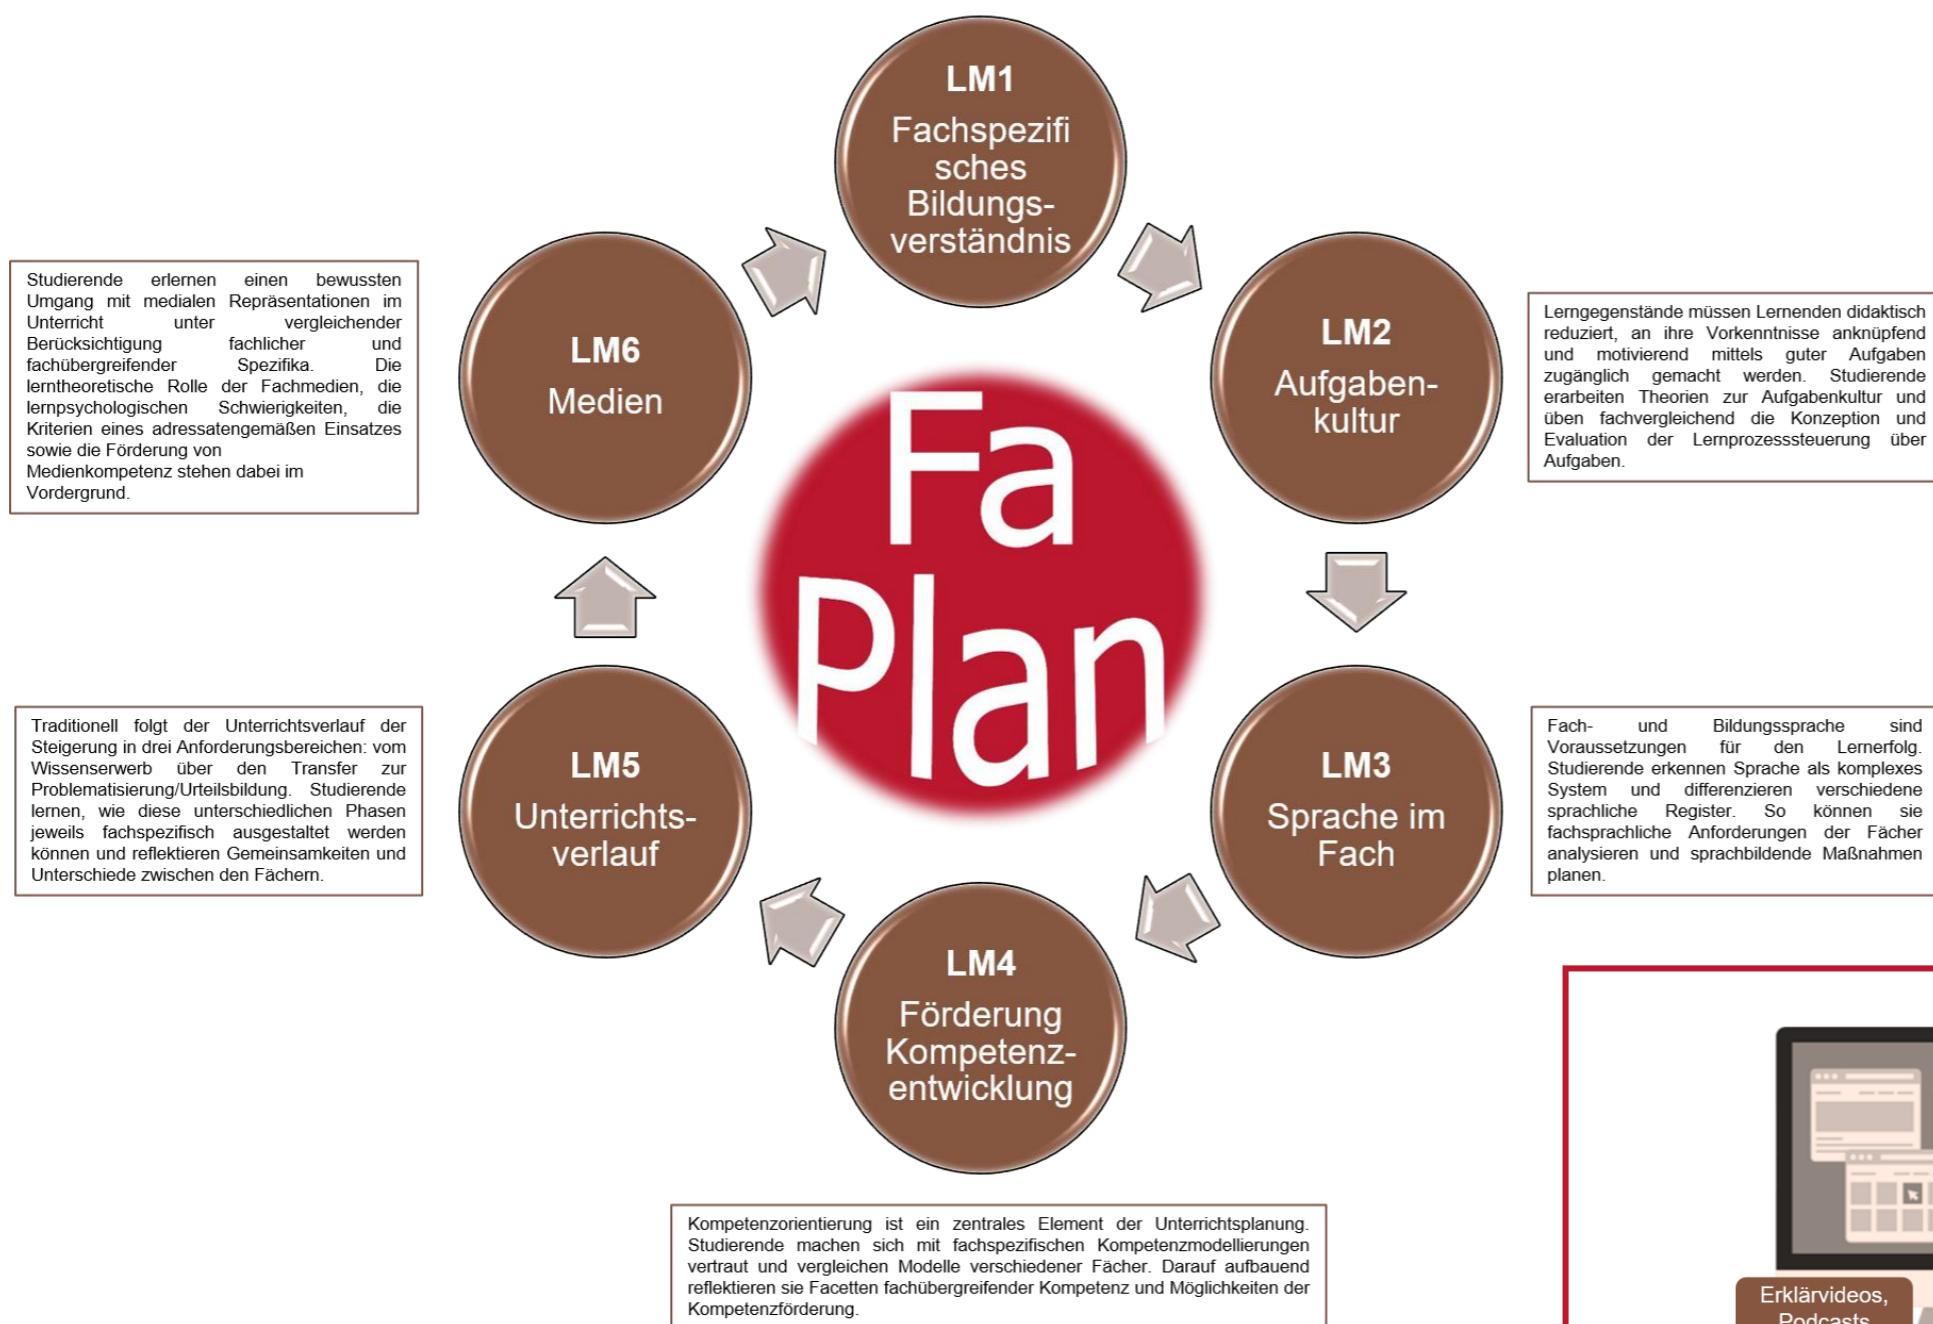 LM1
Fachspezifi
sches
Bildungs-
verständnis
LM2
Aufgaben-
kultur
Lerngegenstände müssen Lernenden didaktisch
reduziert, an ihre Vorkenntnisse anknüpfend
und motivierend mittels guter Aufgaben
zugänglich gemacht werden. Studierende
erarbeiten Theorien zur Aufgabenkultur und
üben fachvergleichend die Konzeption und
Evaluation der Lernprozesssteuerung über
Aufgaben.
LM3
Sprache im
Fach
Fach- und Bildungssprache sind
Voraussetzungen für den Lernerfolg.
Studierende erkennen Sprache als komplexes
System und differenzieren verschiedene
sprachliche Register. So können sie
fachsprachliche Anforderungen der Fächer
analysieren und sprachbildende Maßnahmen
planen.
LM4
Förderung
Kompetenz-
entwicklung
Kompetenzorientierung ist ein zentrales Element der Unterrichtsplanung.
Studierende machen sich mit fachspezifischen Kompetenzmodellierungen
vertraut und vergleichen Modelle verschiedener Fächer. Darauf aufbauend
reflektieren sie Facetten fachübergreifender Kompetenz und Möglichkeiten der
Kompetenzförderung.
LM5
Unterrichts-
verlauf
Traditionell folgt der Unterrichtsverlauf der
Steigerung in drei Anforderungsbereichen: vom
Wissenserwerb über den Transfer zur
Problematisierung/Urteilsbildung. Studierende
lernen, wie diese unterschiedlichen Phasen
jeweils fachspezifisch ausgestaltet werden
können und reflektieren Gemeinsamkeiten und
Unterschiede zwischen den Fächern.
LM6
Medien
Studierende erlernen einen bewussten
Umgang mit medialen Repräsentationen im
Unterricht unter vergleichender
Berücksichtigung fachlicher und
fachübergreifender Spezifika. Die
lerntheoretische Rolle der Fachmedien, die
lernpsychologischen Schwierigkeiten, die
Kriterien eines adressatengemäßen Einsatzes
sowie die Förderung von
Medienkompetenz stehen dabei im
Vordergrund.
Fa
Plan
Erklärvideos,
Podcasts